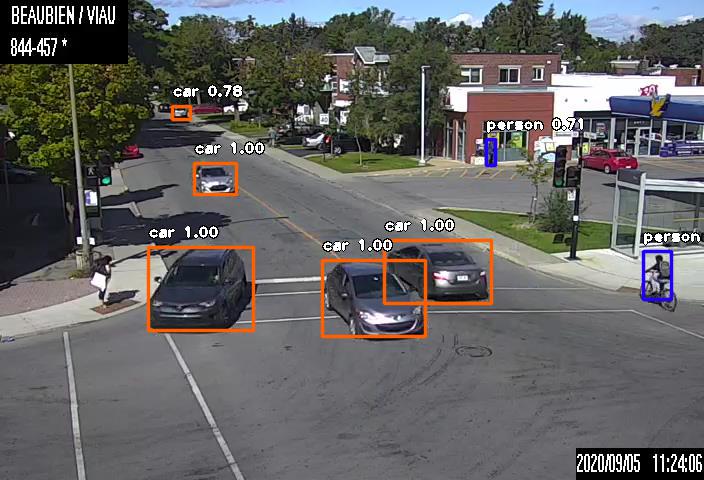 BEAUBIEN / VIAU
844-457 *
car 0.78
person 0.71
car 1.00
car 1.00
car 1.00
car 1.00
person
2020/09/05 11:24:06